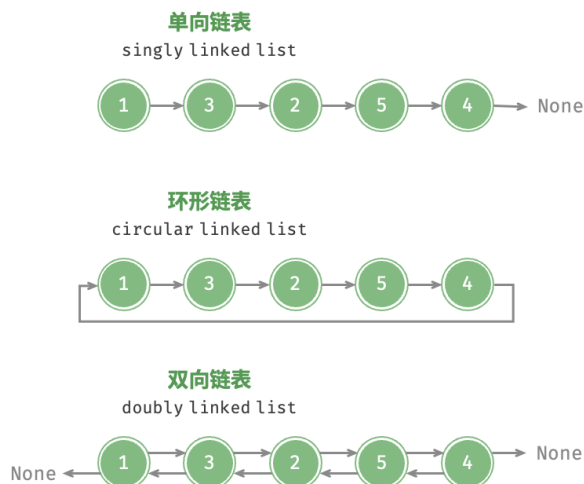 单向链表
singly linked list
1 3 2 5 4 None
环形链表
circular linked list
1 3 2 5 4
双向链表
doubly linked list
None
1 3 2 5 4
None